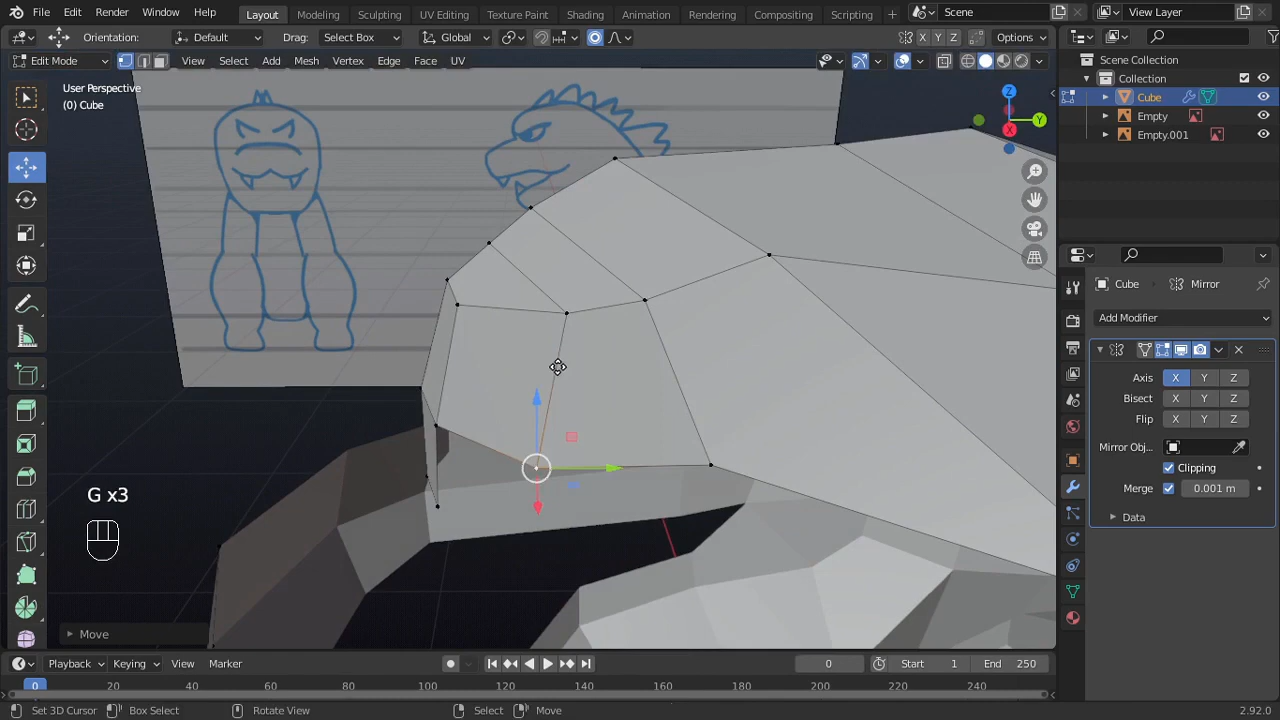 File Edit Render Window Help Layout Modeling Sculpting UV Editing Texture Paint Shading Animation Rendering Compositing Scripting Scene View Layer
Orientation: Default Drag: Select Box Global X Y Z Options
Edit Mode View Select Add Mesh Vertex Edge Face UV
User Perspective
(0) Cube
Z
Y
X
Scene Collection
Collection
Cube
Empty
Empty.001
Cube Mirror
Add Modifier
Axis X Y Z
Bisect X Y Z
Flip X Y Z
Mirror Obj...
Clipping
Merge 0.001 m
Data
G x3
Move
Playback Keying View Marker 0 Start 1 End 250
0 20 40 60 80 100 120 140 160 180 200 220 240
Set 3D Cursor Box Select Rotate View Select Move 2.92.0